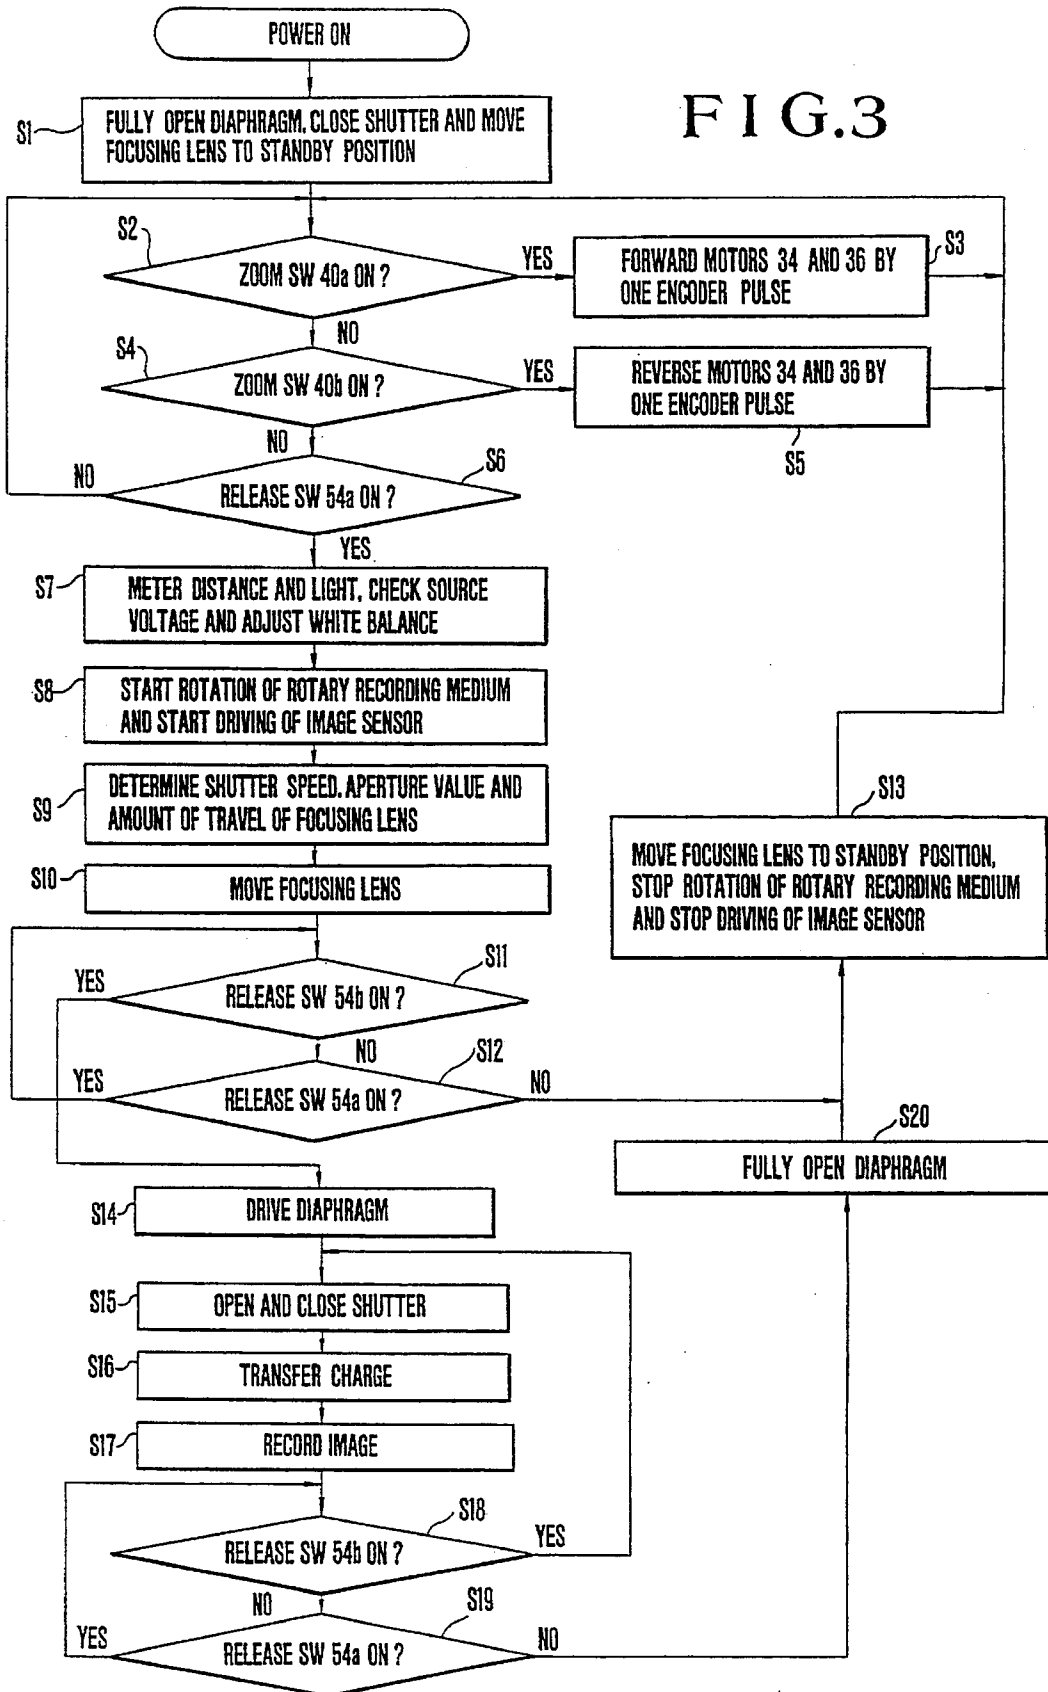 POWER ON
FIG.3
S1
FULLY OPEN DIAPHRAGM, CLOSE SHUTTER AND MOVE
FOCUSING LENS TO STANDBY POSITION
S2
ZOOM SW 40a ON ?
YES
S3
FORWARD MOTORS 34 AND 36 BY
ONE ENCODER PULSE
NO
S4
ZOOM SW 40b ON ?
YES
REVERSE MOTORS 34 AND 36 BY
ONE ENCODER PULSE
S5
NO
S6
NO
RELEASE SW 54a ON ?
YES
S7
METER DISTANCE AND LIGHT, CHECK SOURCE
VOLTAGE AND ADJUST WHITE BALANCE
S8
START ROTATION OF ROTARY RECORDING MEDIUM
AND START DRIVING OF IMAGE SENSOR
S9
DETERMINE SHUTTER SPEED, APERTURE VALUE AND
AMOUNT OF TRAVEL OF FOCUSING LENS
S10
MOVE FOCUSING LENS
S13
MOVE FOCUSING LENS TO STANDBY POSITION,
STOP ROTATION OF ROTARY RECORDING MEDIUM
AND STOP DRIVING OF IMAGE SENSOR
S11
YES
RELEASE SW 54b ON ?
NO
S12
YES
RELEASE SW 54a ON ?
NO
S20
FULLY OPEN DIAPHRAGM
S14
DRIVE DIAPHRAGM
S15
OPEN AND CLOSE SHUTTER
S16
TRANSFER CHARGE
S17
RECORD IMAGE
S18
RELEASE SW 54b ON ?
YES
NO
S19
YES
RELEASE SW 54a ON ?
NO